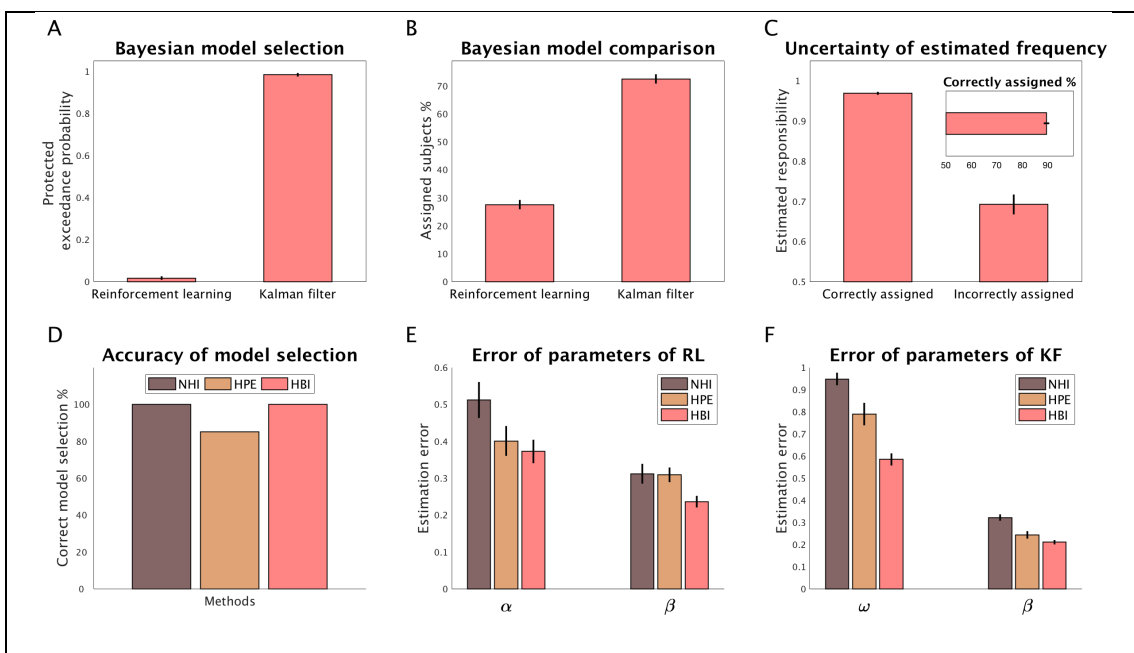 A
Bayesian model selection
Protected
exceedance probability
1
0.8
0.6
0.4
0.2
0
Reinforcement learning
Kalman filter
B
Bayesian model comparison
Assigned subjects %
70
60
50
40
30
20
10
0
Reinforcement learning
Kalman filter
C
Uncertainty of estimated frequency
Estimated responsibility
1
0.9
0.8
0.7
0.6
0.5
Correctly assigned %
50 60 70 80 90
Correctly assigned
Incorrectly assigned
D
Accuracy of model selection
Correct model selection %
100
80
60
40
20
0
NHI HPE HBI
Methods
E
Error of parameters of RL
Estimation error
0.6
0.5
0.4
0.3
0.2
0.1
0
NHI
HPE
HBI
α
β
F
Error of parameters of KF
Estimation error
1
0.9
0.8
0.7
0.6
0.5
0.4
0.3
0.2
0.1
0
NHI
HPE
HBI
ω
β